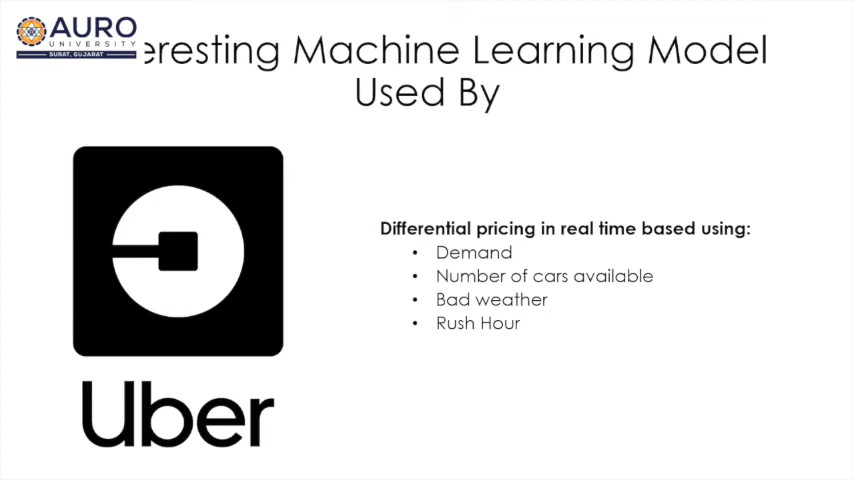 AURO
UNIVERSITY
SURAT, GUJARAT
eresting Machine Learning Model
Used By
Differential pricing in real time based using:
• Demand
• Number of cars available
• Bad weather
• Rush Hour
Uber